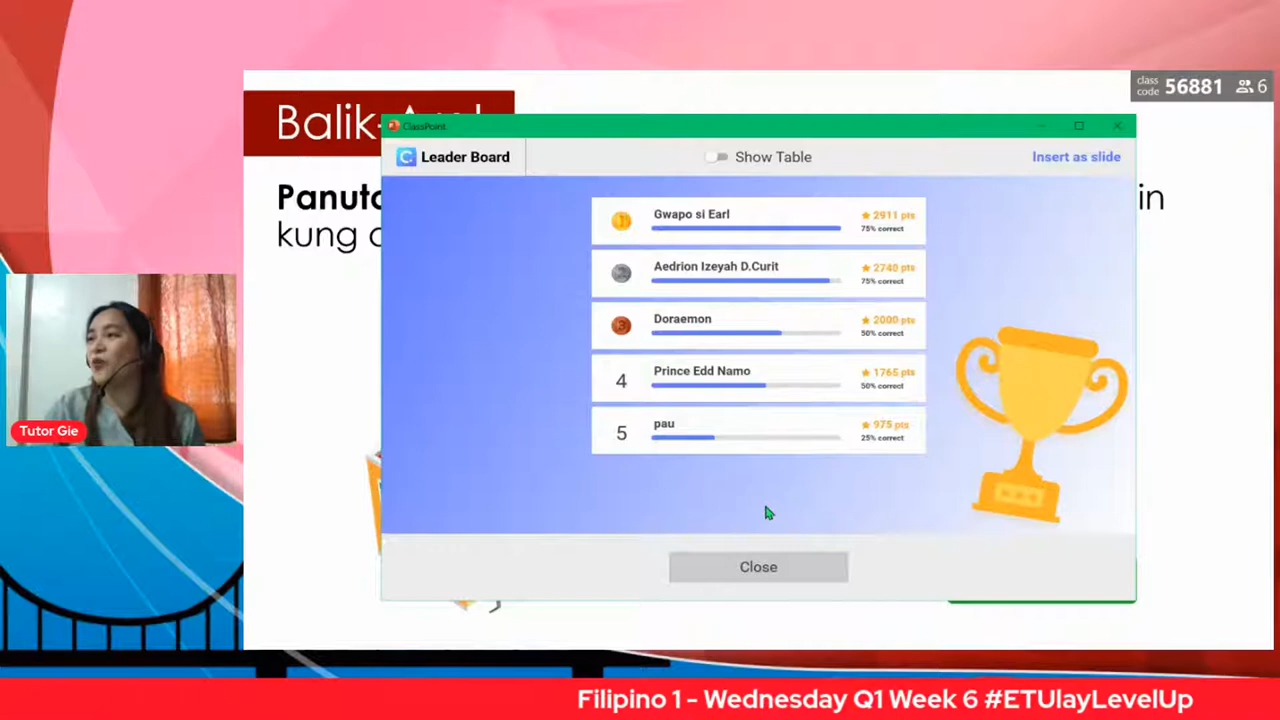 class code 56881 6
Balik-Aral
ClassPoint
Panuto
in
kung
Leader Board
Show Table
Insert as slide
1 Gwapo si Earl 2911 pts
75% correct
2 Aedrion Izeyah D.Curit 2740 pts
75% correct
3 Doraemon 2000 pts
50% correct
4 Prince Edd Namo 1765 pts
50% correct
5 pau 975 pts
25% correct
Close
Tutor Gie
Filipino 1 - Wednesday Q1 Week 6 #ETUlayLevelUp